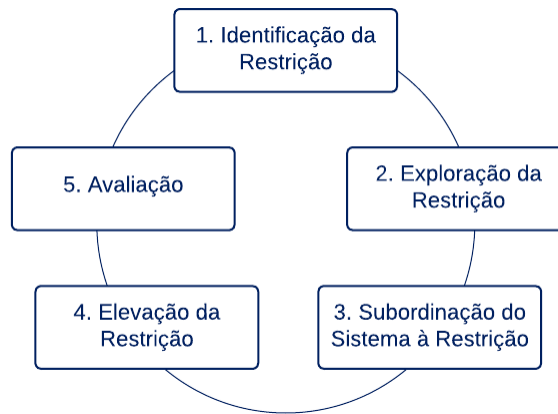 1. Identificação da
Restrição
2. Exploração da
Restrição
3. Subordinação do
Sistema à Restrição
4. Elevação da
Restrição
5. Avaliação